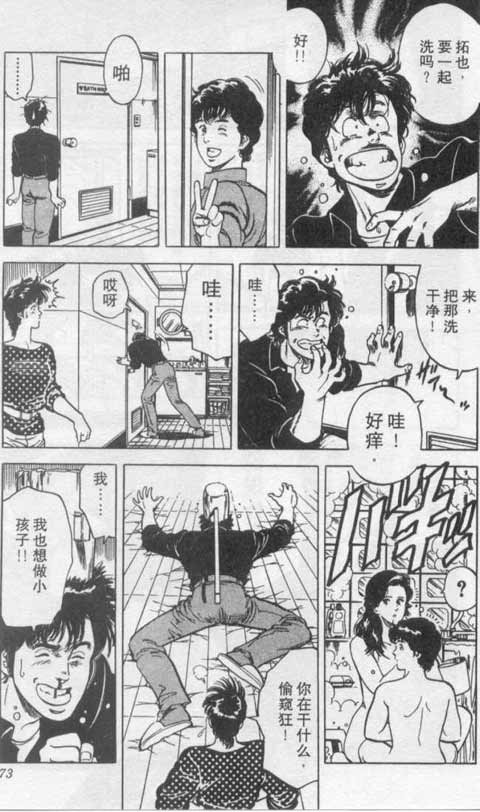 拓也，
要一起
洗吗？
好！！
啪
BATH ROOM
…………
来，
把那洗
干净！
哇……
哇！
好痒．
哇……
哎呀
？
你在干什么，
偷窥狂！
我……
我也想做小
孩子！！
73